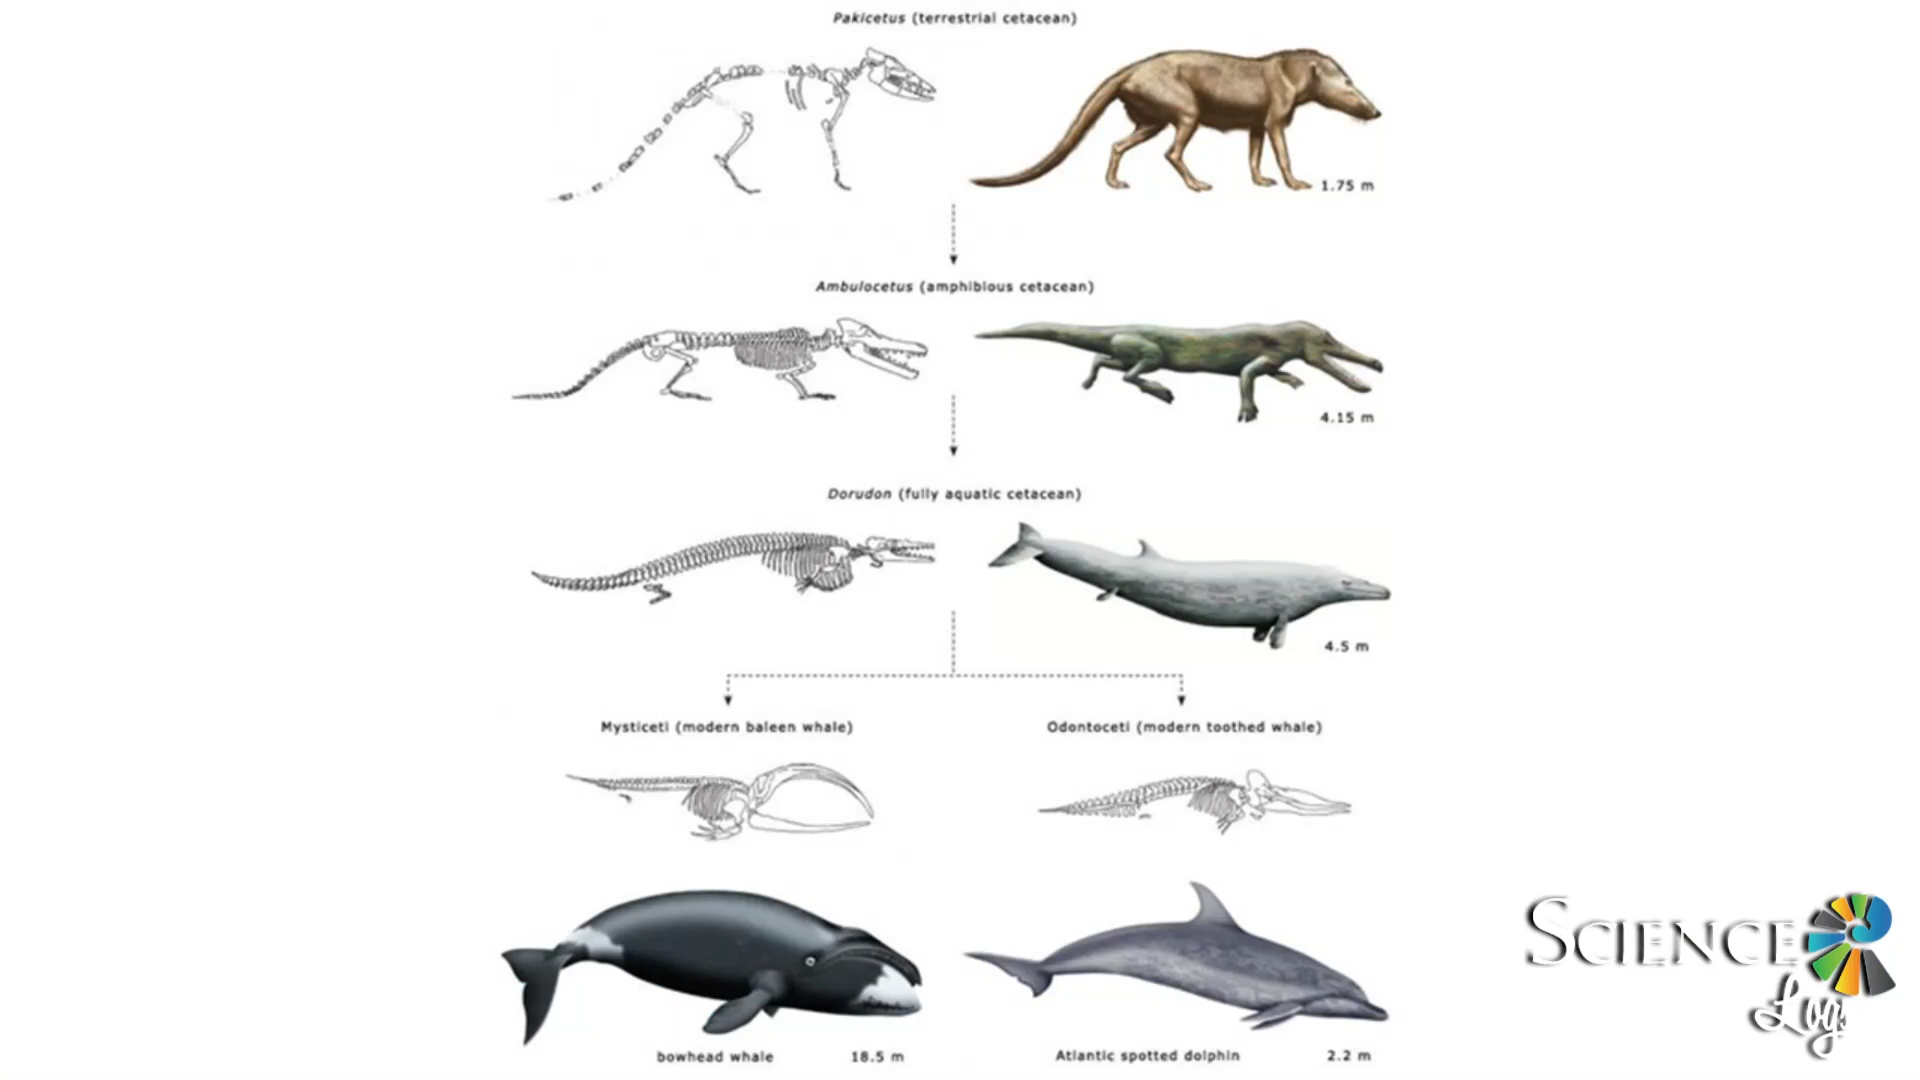 Pakicetus (terrestrial cetacean)
1.75 m
Ambulocetus (amphibious cetacean)
4.15 m
Dorudon (fully aquatic cetacean)
4.5 m
Mysticeti (modern baleen whale)
Odontoceti (modern toothed whale)
bowhead whale
18.5 m
Atlantic spotted dolphin
2.2 m
SCIENCE